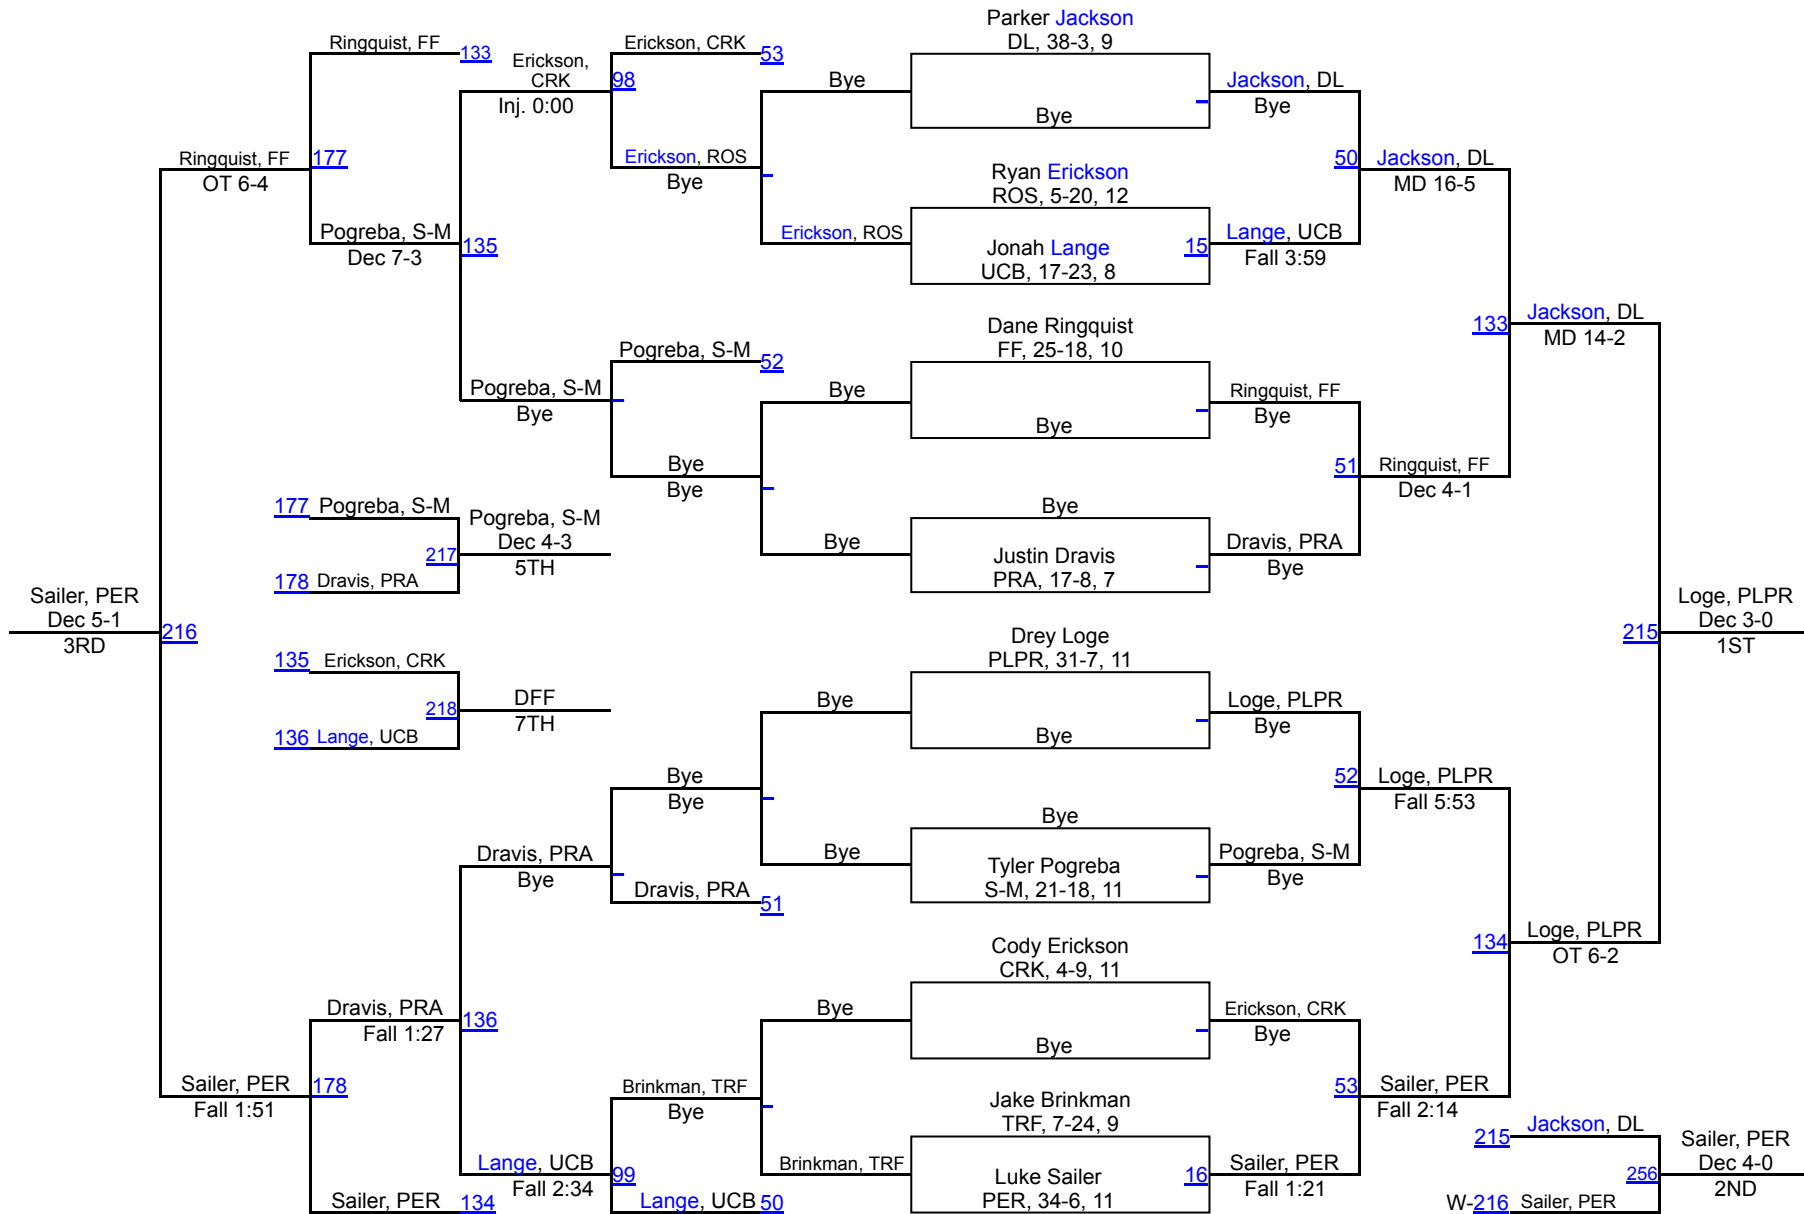 Parker Jackson
DL, 38-3, 9
Ringquist, FF
133
Erickson,
CRK
Inj. 0:00
Erickson, CRK
53
98
Bye
Bye
Jackson, DL
Bye
Ringquist, FF
OT 6-4
177
Erickson, ROS
Bye
Ryan Erickson
ROS, 5-20, 12
50
Jackson, DL
MD 16-5
Pogreba, S-M
Dec 7-3
135
Erickson, ROS
Jonah Lange
UCB, 17-23, 8
15
Lange, UCB
Fall 3:59
Dane Ringquist
FF, 25-18, 10
133
Jackson, DL
MD 14-2
Pogreba, S-M
52
Pogreba, S-M
Bye
Bye
Bye
Ringquist, FF
Bye
Bye
Bye
51
Ringquist, FF
Dec 4-1
177
Pogreba, S-M
Pogreba, S-M
Dec 4-3
5TH
217
178
Dravis, PRA
Bye
Bye
Justin Dravis
PRA, 17-8, 7
Dravis, PRA
Bye
Sailer, PER
Dec 5-1
3RD
216
Loge, PLPR
Dec 3-0
1ST
215
Drey Loge
PLPR, 31-7, 11
135
Erickson, CRK
218
DFF
7TH
136
Lange, UCB
Bye
Bye
Loge, PLPR
Bye
Bye
Bye
52
Loge, PLPR
Fall 5:53
Bye
Bye
Tyler Pogreba
S-M, 21-18, 11
Pogreba, S-M
Bye
Dravis, PRA
Bye
Dravis, PRA
51
Cody Erickson
CRK, 4-9, 11
134
Loge, PLPR
OT 6-2
Dravis, PRA
Fall 1:27
136
Bye
Bye
Erickson, CRK
Bye
Sailer, PER
Fall 1:51
178
Brinkman, TRF
Bye
Jake Brinkman
TRF, 7-24, 9
53
Sailer, PER
Fall 2:14
Brinkman, TRF
Luke Sailer
PER, 34-6, 11
16
Sailer, PER
Fall 1:21
Lange, UCB
Fall 2:34
99
Lange, UCB
50
Sailer, PER
134
215
Jackson, DL
256
Sailer, PER
Dec 4-0
2ND
W-216
Sailer, PER